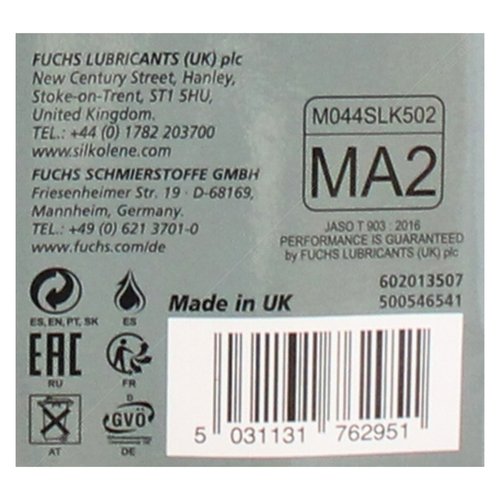 FUCHS LUBRICANTS (UK) plc
New Century Street, Hanley,
Stoke-on-Trent, ST1 5HU,
United Kingdom.
TEL.: +44 (0) 1782 203700
www.silkolene.com
FUCHS SCHMIERSTOFFE GMBH
Friesenheimer Str. 19 · D-68169,
Mannheim, Germany.
TEL.: +49 (0) 621 3701-0
www.fuchs.com/de
M044SLK502
MA2
JASO T 903 : 2016
PERFORMANCE IS GUARANTEED
by FUCHS LUBRICANTS (UK) plc
602013507
500546541
Made in UK
ES, EN, PT, SK
ES
EAC
RU
FR
AT
D
GVÖ
DE
5 031131 762951